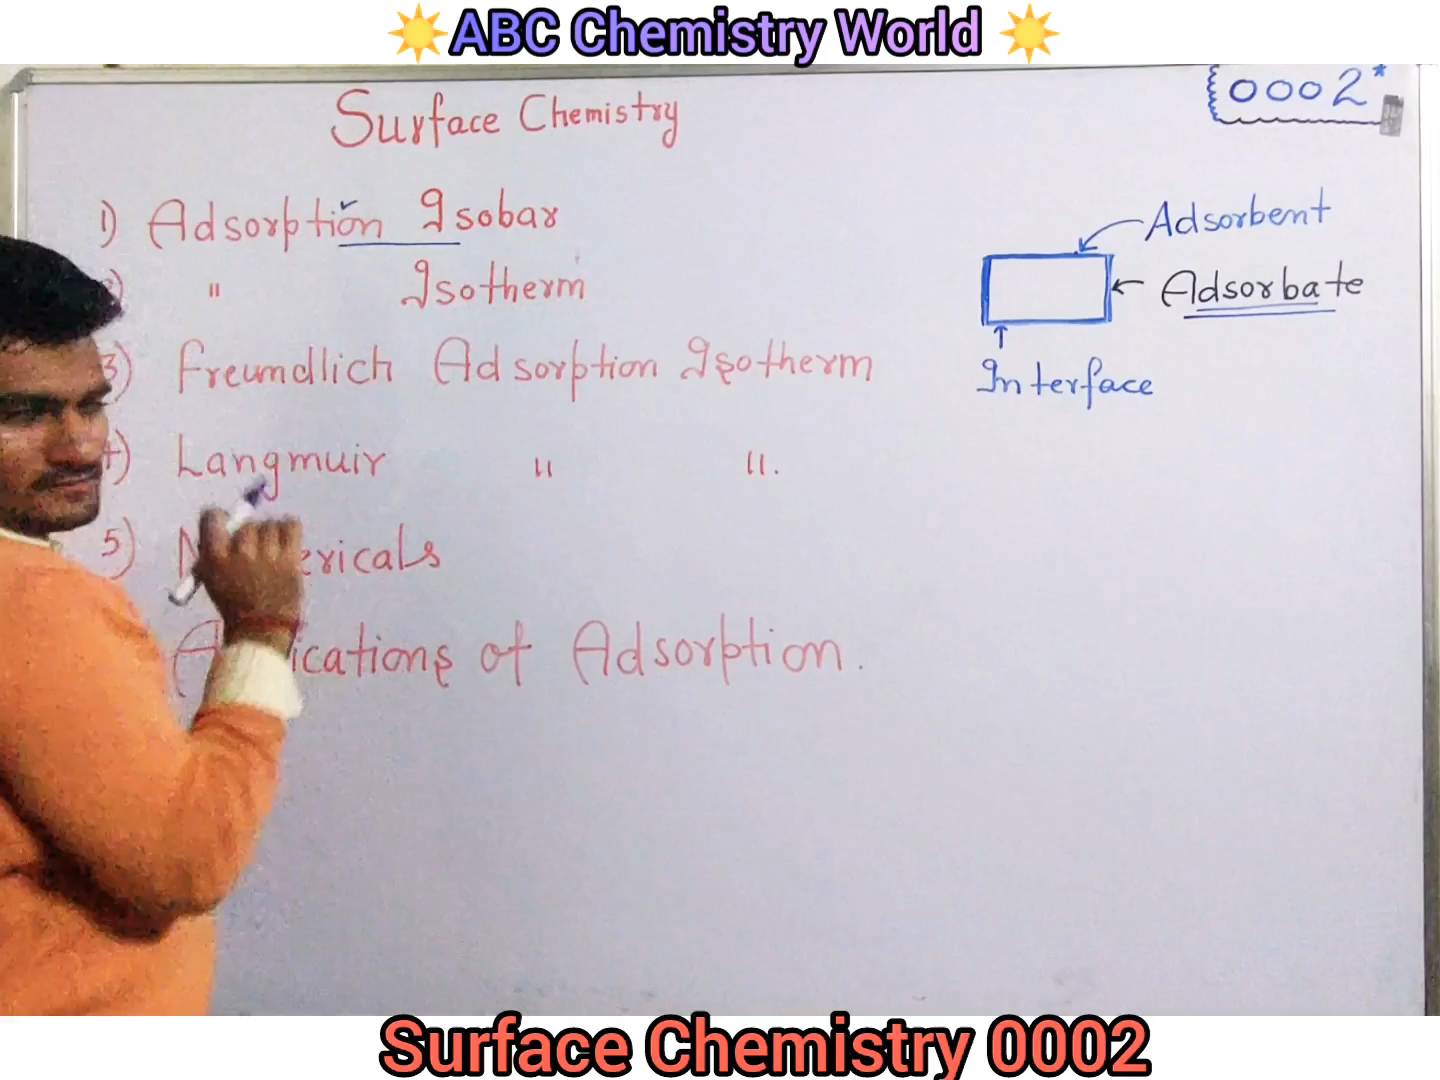 ABC Chemistry World
0002*
Surface Chemistry
1) Adsorption Isobar
" Isotherm
3) Freundlich Adsorption Isotherm
Langmuir " ".
5)
of Adsorption.
Adsorbent
Adsorbate
Interface
Surface Chemistry 0002